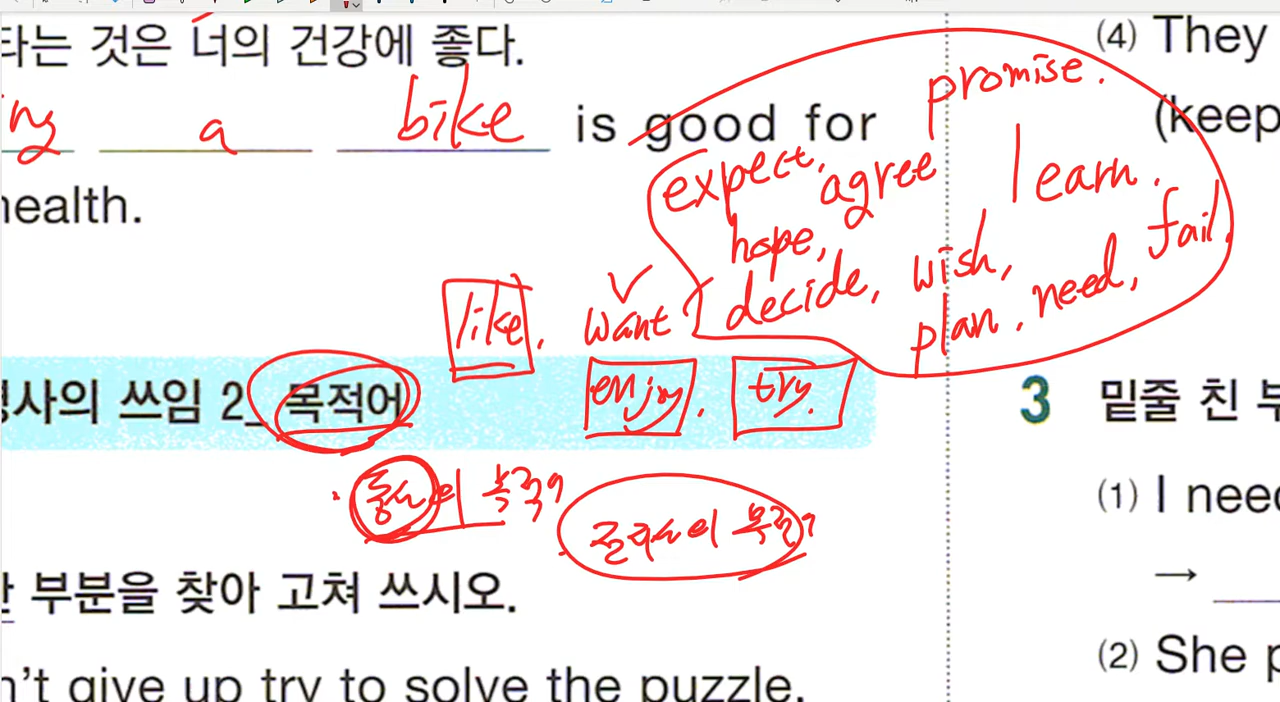 타는 것은 너의 건강에 좋다.
ing a bike is good for
health.
promise.
expect, agree learn.
hope,
decide, wish,
plan, need, fail.
like, want
enjoy, try.
사의 쓰임 2_ 목적어
동사의 목적어
전치사의 목적어
부분을 찾아 고쳐 쓰시오.
n't give up try to solve the puzzle.
(4) They
(keep
3 밑줄 친 부
(1) I need
→
(2) She p